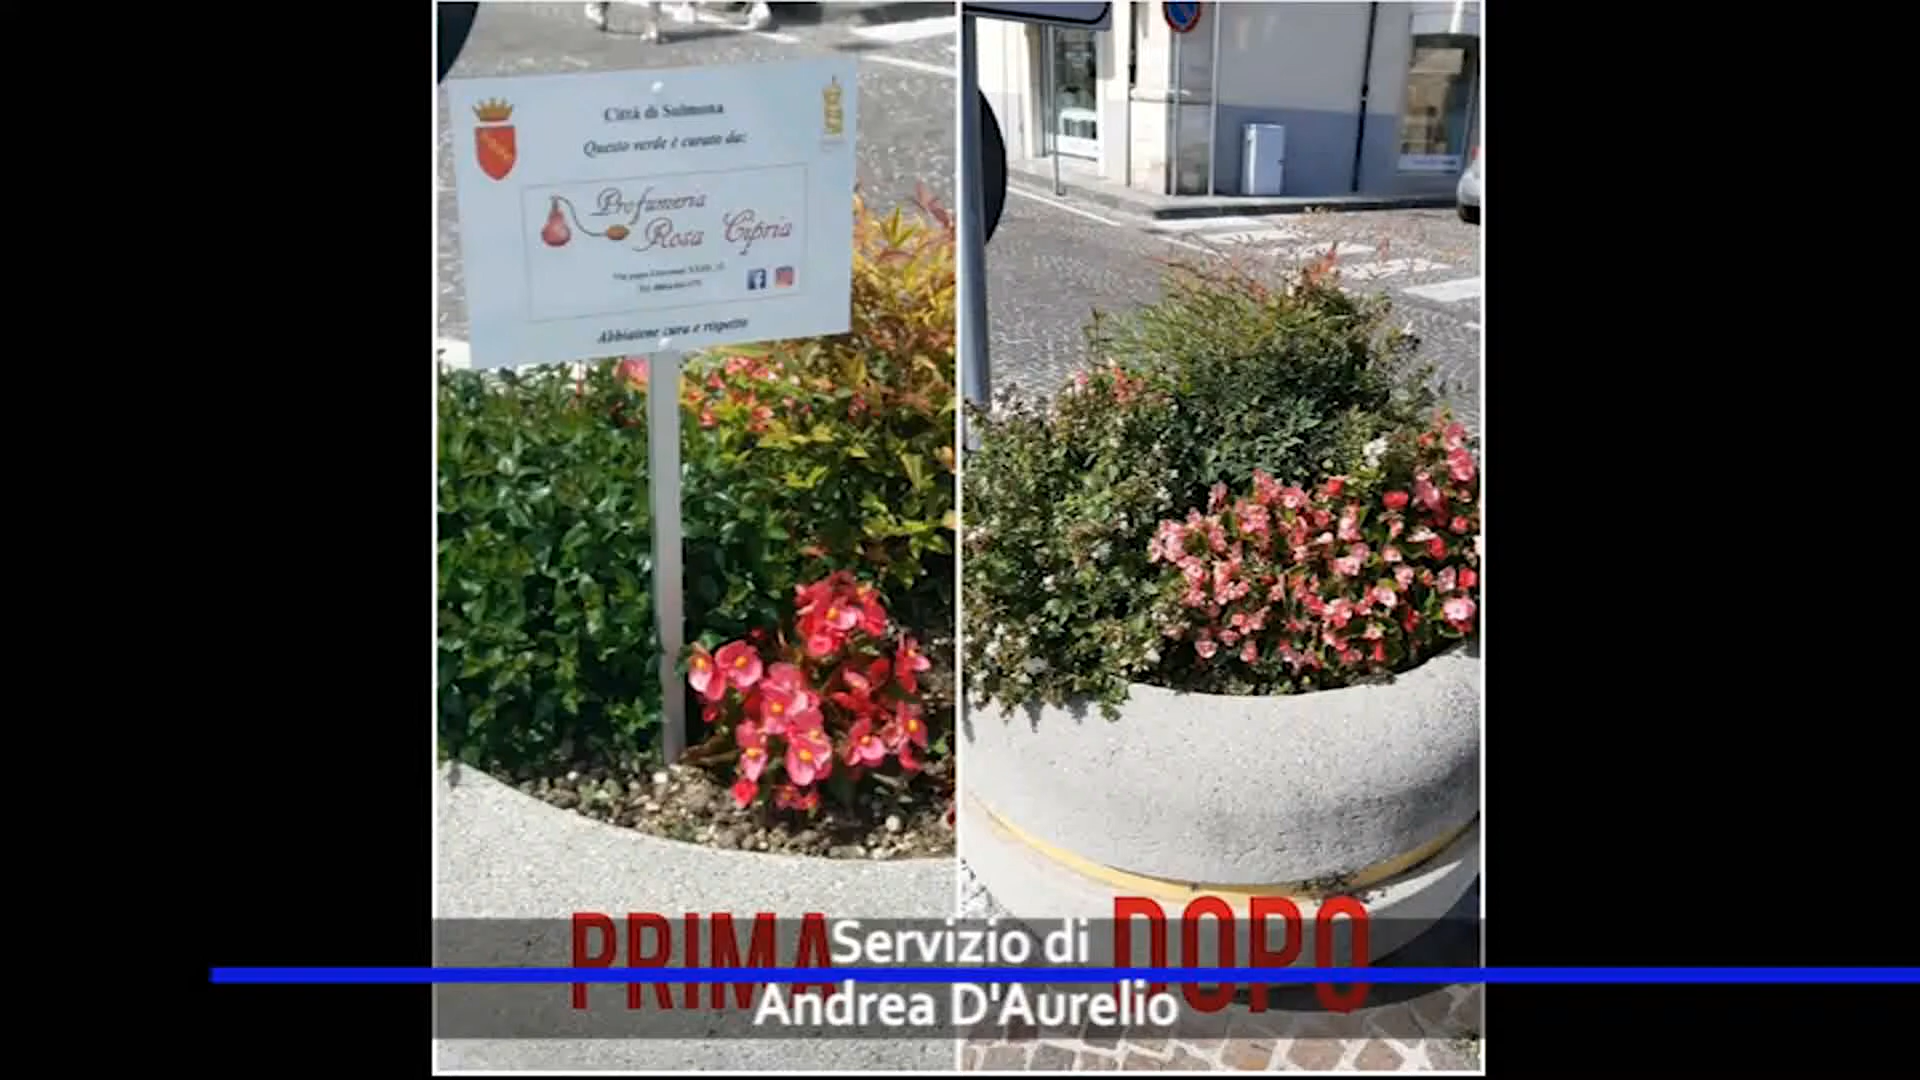 Città di Sulmona
Questo verde è curato da:
Profumeria
Rosa Cipria
Abbiatene cura e rispetto
PRIMA
DOPO
Servizio di
Andrea D'Aurelio